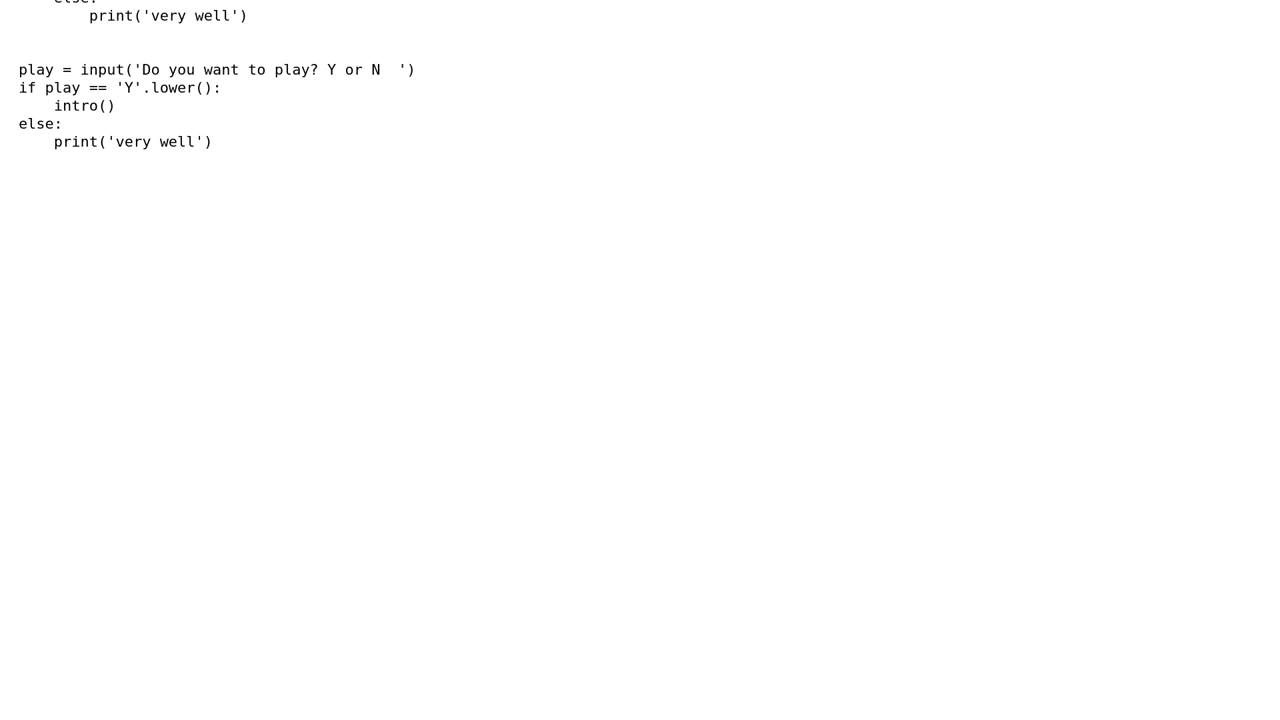 else:
        print('very well')
play = input('Do you want to play? Y or N  ')
if play == 'Y'.lower():
    intro()
else:
    print('very well')